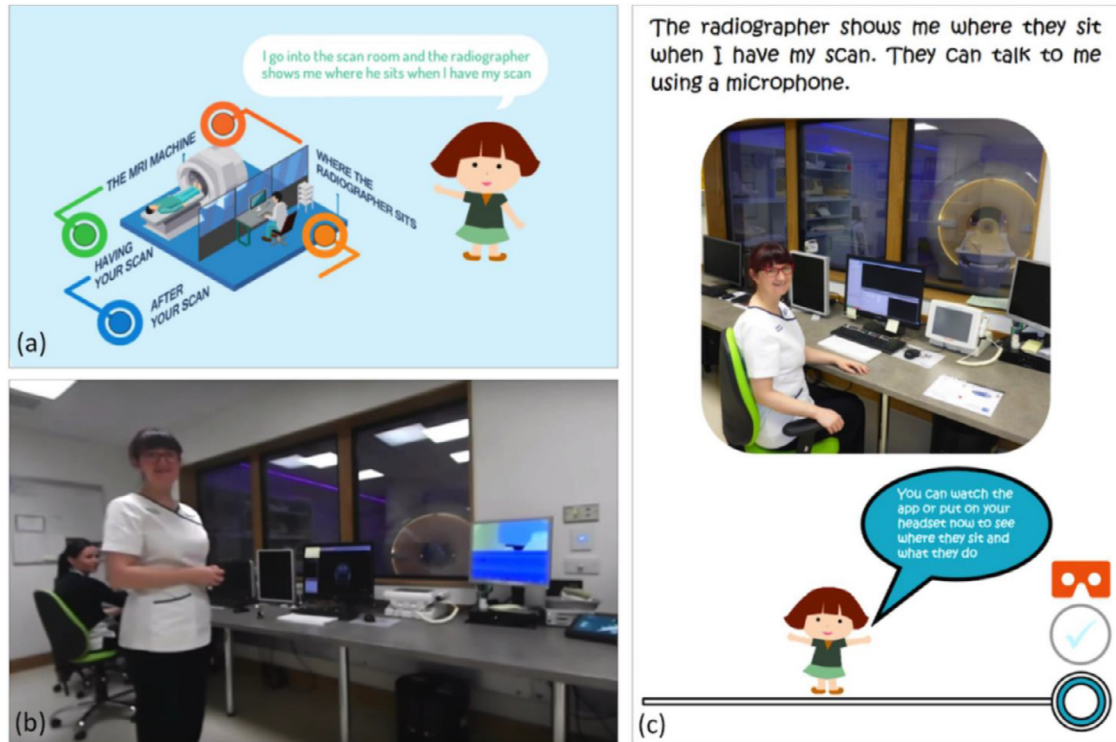 I go into the scan room and the radiographer
shows me where he sits when I have my scan
THE MRI MACHINE
WHERE THE
RADIOGRAPHER SITS
HAVING
YOUR SCAN
AFTER
YOUR SCAN
(a)
(b)
The radiographer shows me where they sit
when I have my scan. They can talk to me
using a microphone.
You can watch the
app or put on your
headset now to see
where they sit and
what they do
(c)